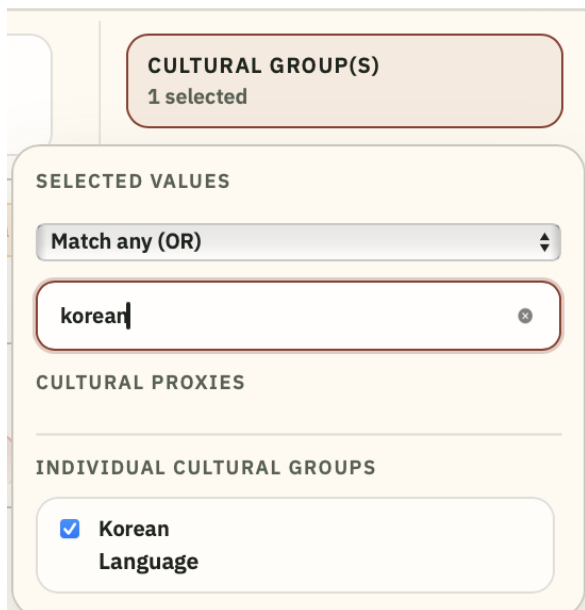 CULTURAL GROUP(S)
1 selected
SELECTED VALUES
Match any (OR)
korean
CULTURAL PROXIES
INDIVIDUAL CULTURAL GROUPS
Korean
Language